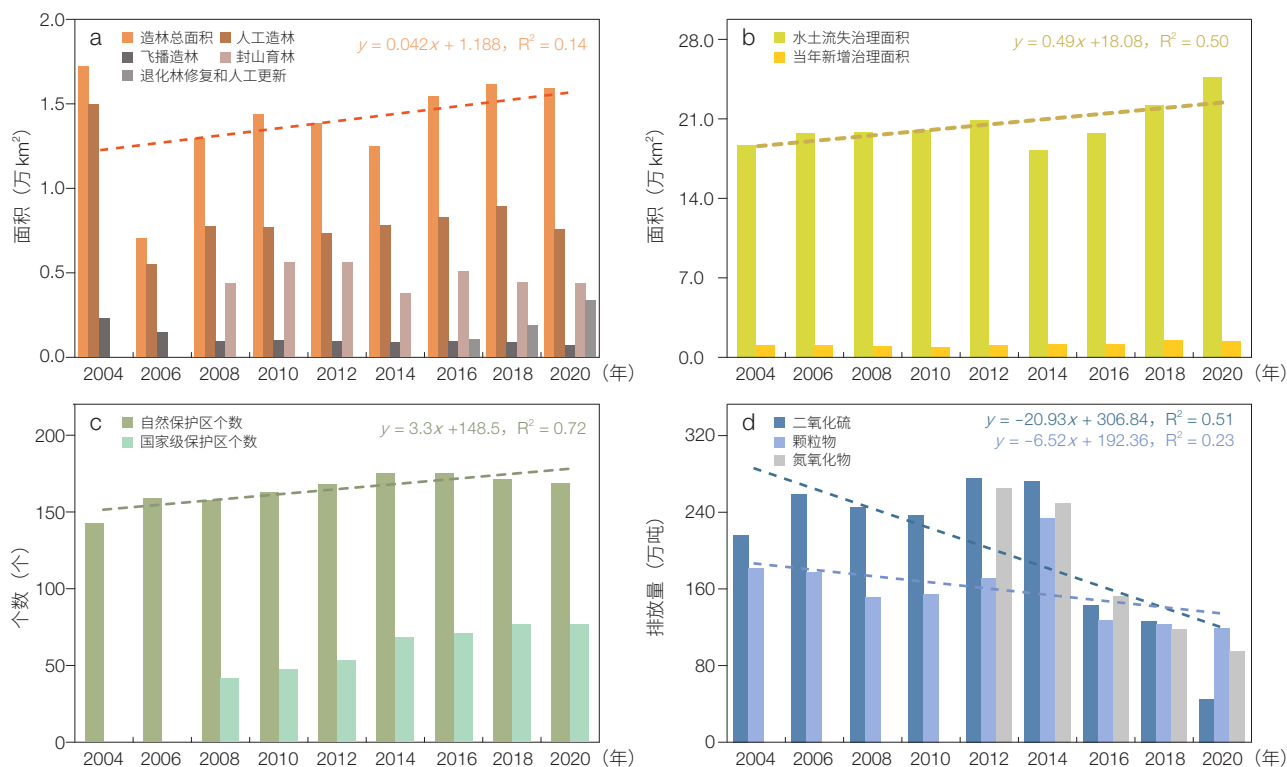 a
造林总面积 人工造林
飞播造林 封山育林
退化林修复和人工更新
y = 0.042x + 1.188，R² = 0.14
面积（万 km²）
2.0
1.5
1.0
0.5
0.0
2004 2006 2008 2010 2012 2014 2016 2018 2020 （年）
b
水土流失治理面积
当年新增治理面积
y = 0.49x +18.08，R² = 0.50
面积（万 km²）
28.0
21.0
14.0
7.0
0.0
2004 2006 2008 2010 2012 2014 2016 2018 2020 （年）
c
自然保护区个数
国家级保护区个数
y = 3.3x +148.5，R² = 0.72
个数（个）
200
150
100
50
0
2004 2006 2008 2010 2012 2014 2016 2018 2020 （年）
d
二氧化硫
颗粒物
氮氧化物
y = –20.93x + 306.84，R² = 0.51
y = –6.52x + 192.36，R² = 0.23
排放量（万吨）
320
240
160
80
0
2004 2006 2008 2010 2012 2014 2016 2018 2020 （年）